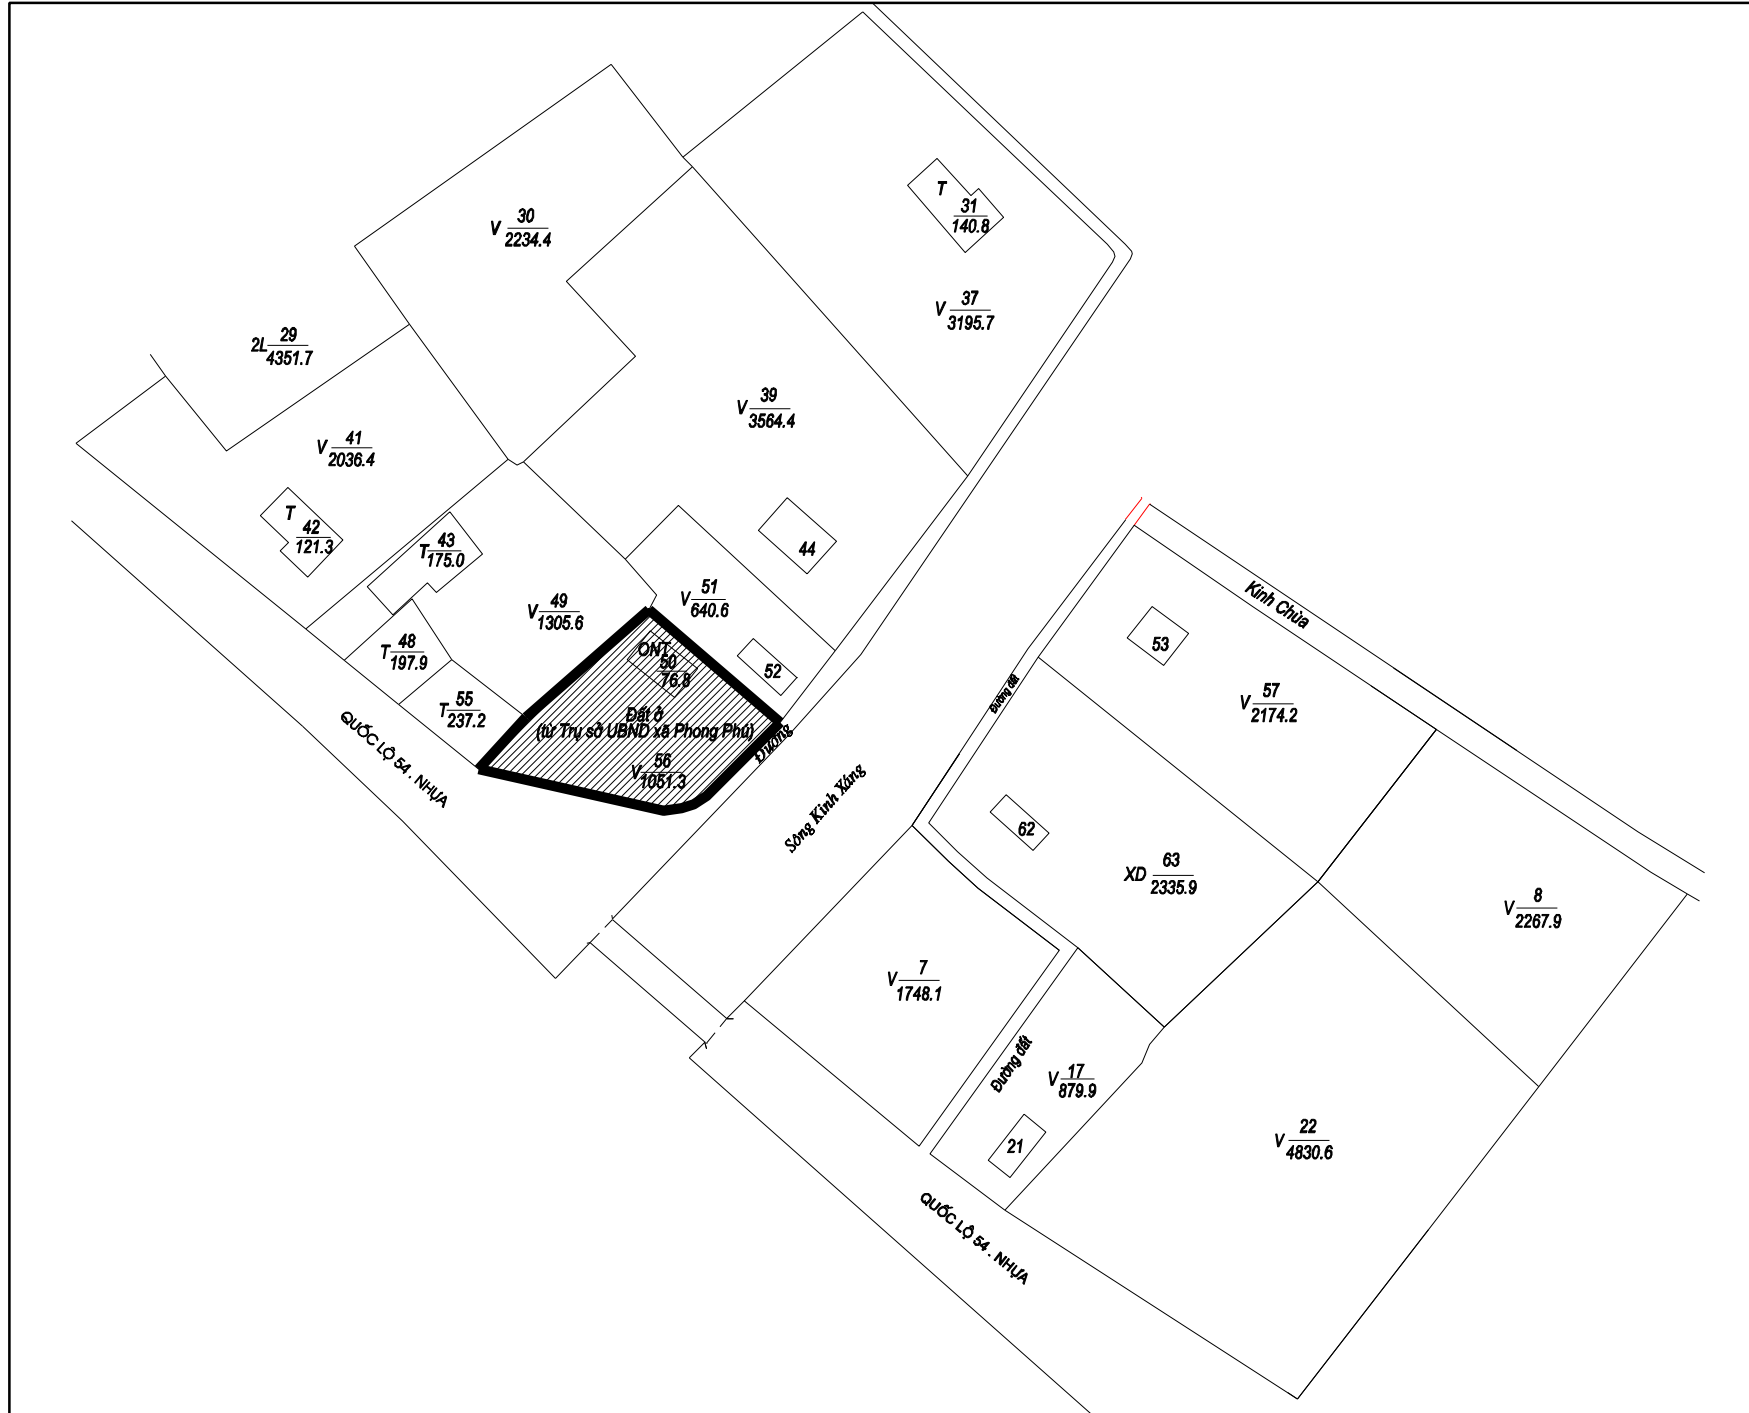 T
31
140.8
V 30
2234.4
V 37
3195.7
2L 29
4351.7
V 39
3564.4
V 41
2036.4
T
42
121.3
T 43
175.0
44
V 51
640.6
V 49
1305.6
T 48
197.9
ONT
50
76.8
52
T 55
237.2
Đất ở
(từ Trụ sở UBND xã Phong Phú)
V 56
1051.3
Đường
QUỐC LỘ 54 . NHỰA
Sông Kinh Xáng
Kinh Chùa
53
Đường đất
V 57
2174.2
62
XD 63
2335.9
V 8
2267.9
V 7
1748.1
Đường đất
V 17
879.9
21
V 22
4830.6
QUỐC LỘ 54 . NHỰA